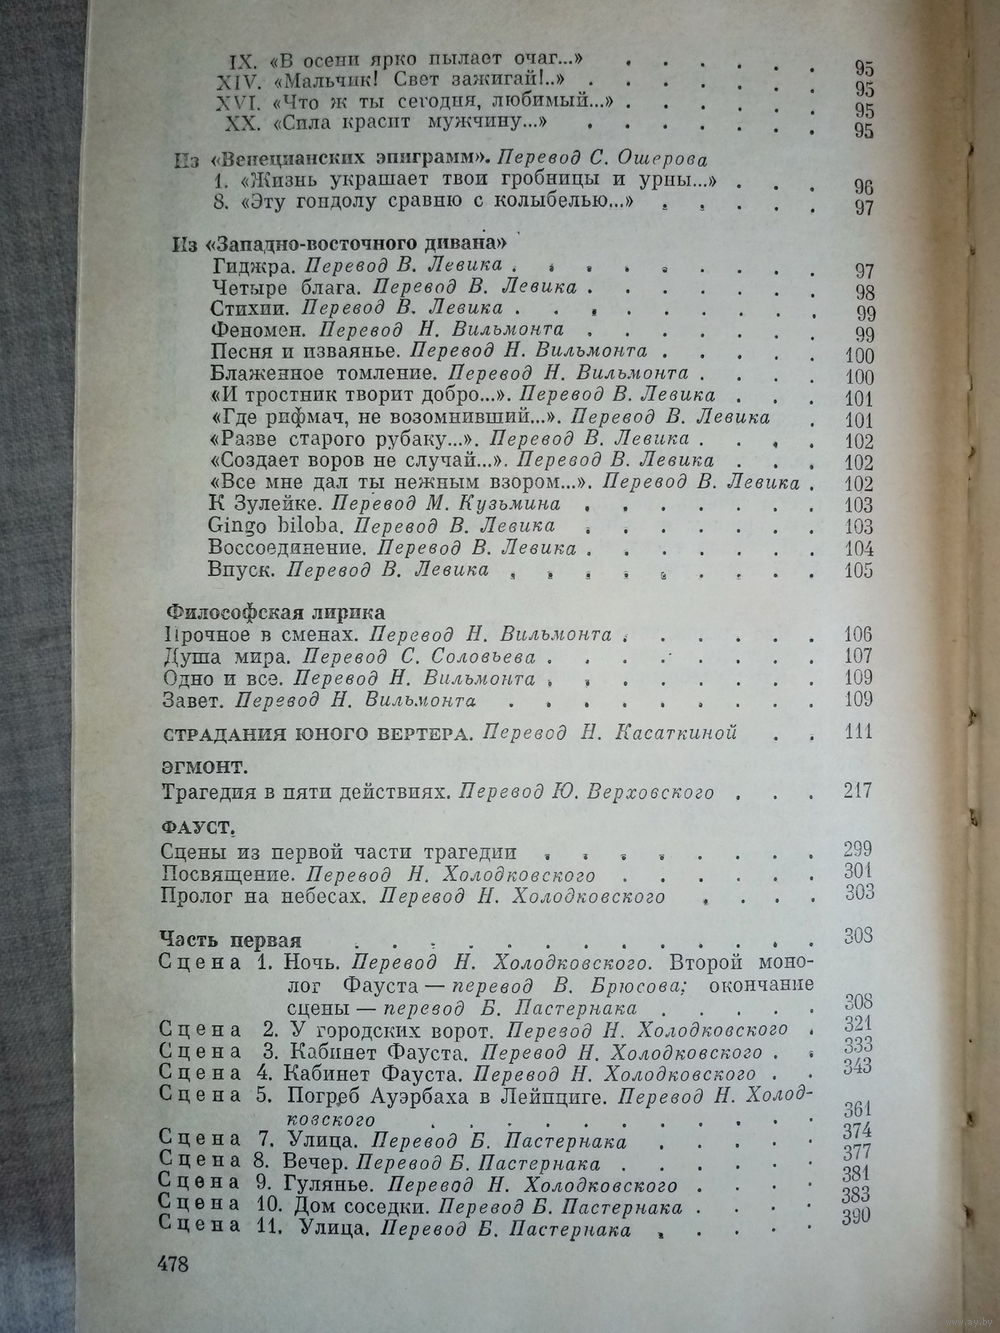 IX. «В осени ярко пылает очаг...» . . . . . . 95
XIV. «Мальчик! Свет зажигай!..» . . . . . . . 95
XVI. «Что ж ты сегодня, любимый...» . . . . . . 95
XX. «Сила красит мужчину...» . . . . . . . 95
Из «Венецианских эпиграмм». Перевод С. Ошерова
1. «Жизнь украшает твои гробницы и урны...» . . . 96
8. «Эту гондолу сравню с колыбелью...» . . . . . 97
Из «Западно-восточного дивана»
Гиджра. Перевод В. Левика . . . . . . . . . 97
Четыре блага. Перевод В. Левика . . . . . . . 98
Стихии. Перевод В. Левика . . . . . . . . . 99
Феномен. Перевод Н. Вильмонта . . . . . . . 99
Песня и изваянье. Перевод Н. Вильмонта . . . . . 100
Блаженное томление. Перевод Н. Вильмонта . . . . 100
«И тростник творит добро...». Перевод В. Левика . . . 101
«Где рифмач, не возомнивший...». Перевод В. Левика . 101
«Разве старого рубаку...». Перевод В. Левика . . . . 102
«Создает воров не случай...». Перевод В. Левика . . . 102
«Все мне дал ты нежным взором...». Перевод В. Левика . 102
К Зулейке. Перевод М. Кузьмина . . . . . . . 103
Gingo biloba. Перевод В. Левика . . . . . . . 103
Воссоединение. Перевод В. Левика . . . . . . . 104
Впуск. Перевод В. Левика . . . . . . . . . 105
Философская лирика
Прочное в сменах. Перевод Н. Вильмонта . . . . . . 106
Душа мира. Перевод С. Соловьева . . . . . . . . 107
Одно и все. Перевод Н. Вильмонта . . . . . . . . 109
Завет. Перевод Н. Вильмонта . . . . . . . . . 109
СТРАДАНИЯ ЮНОГО ВЕРТЕРА. Перевод Н. Касаткиной . . 111
ЭГМОНТ.
Трагедия в пяти действиях. Перевод Ю. Верховского . . . 217
ФАУСТ.
Сцены из первой части трагедии . . . . . . . . 299
Посвящение. Перевод Н. Холодковского . . . . . . 301
Пролог на небесах. Перевод Н. Холодковского . . . . 303
Часть первая . . . . . . . . . . . . . 308
Сцена 1. Ночь. Перевод Н. Холодковского. Второй моно-
лог Фауста — перевод В. Брюсова; окончание
сцены — перевод Б. Пастернака . . . . . 308
Сцена 2. У городских ворот. Перевод Н. Холодковского . 321
Сцена 3. Кабинет Фауста. Перевод Н. Холодковского . . 333
Сцена 4. Кабинет Фауста. Перевод Н. Холодковского . . 343
Сцена 5. Погреб Ауэрбаха в Лейпциге. Перевод Н. Холод-
ковского . . . . . . . . . . . 361
Сцена 7. Улица. Перевод Б. Пастернака . . . . . 374
Сцена 8. Вечер. Перевод Б. Пастернака . . . . . . 377
Сцена 9. Гулянье. Перевод Н. Холодковского . . . . 381
Сцена 10. Дом соседки. Перевод Б. Пастернака . . . . 383
Сцена 11. Улица. Перевод Б. Пастернака . . . . . 390
478
www.ay.by